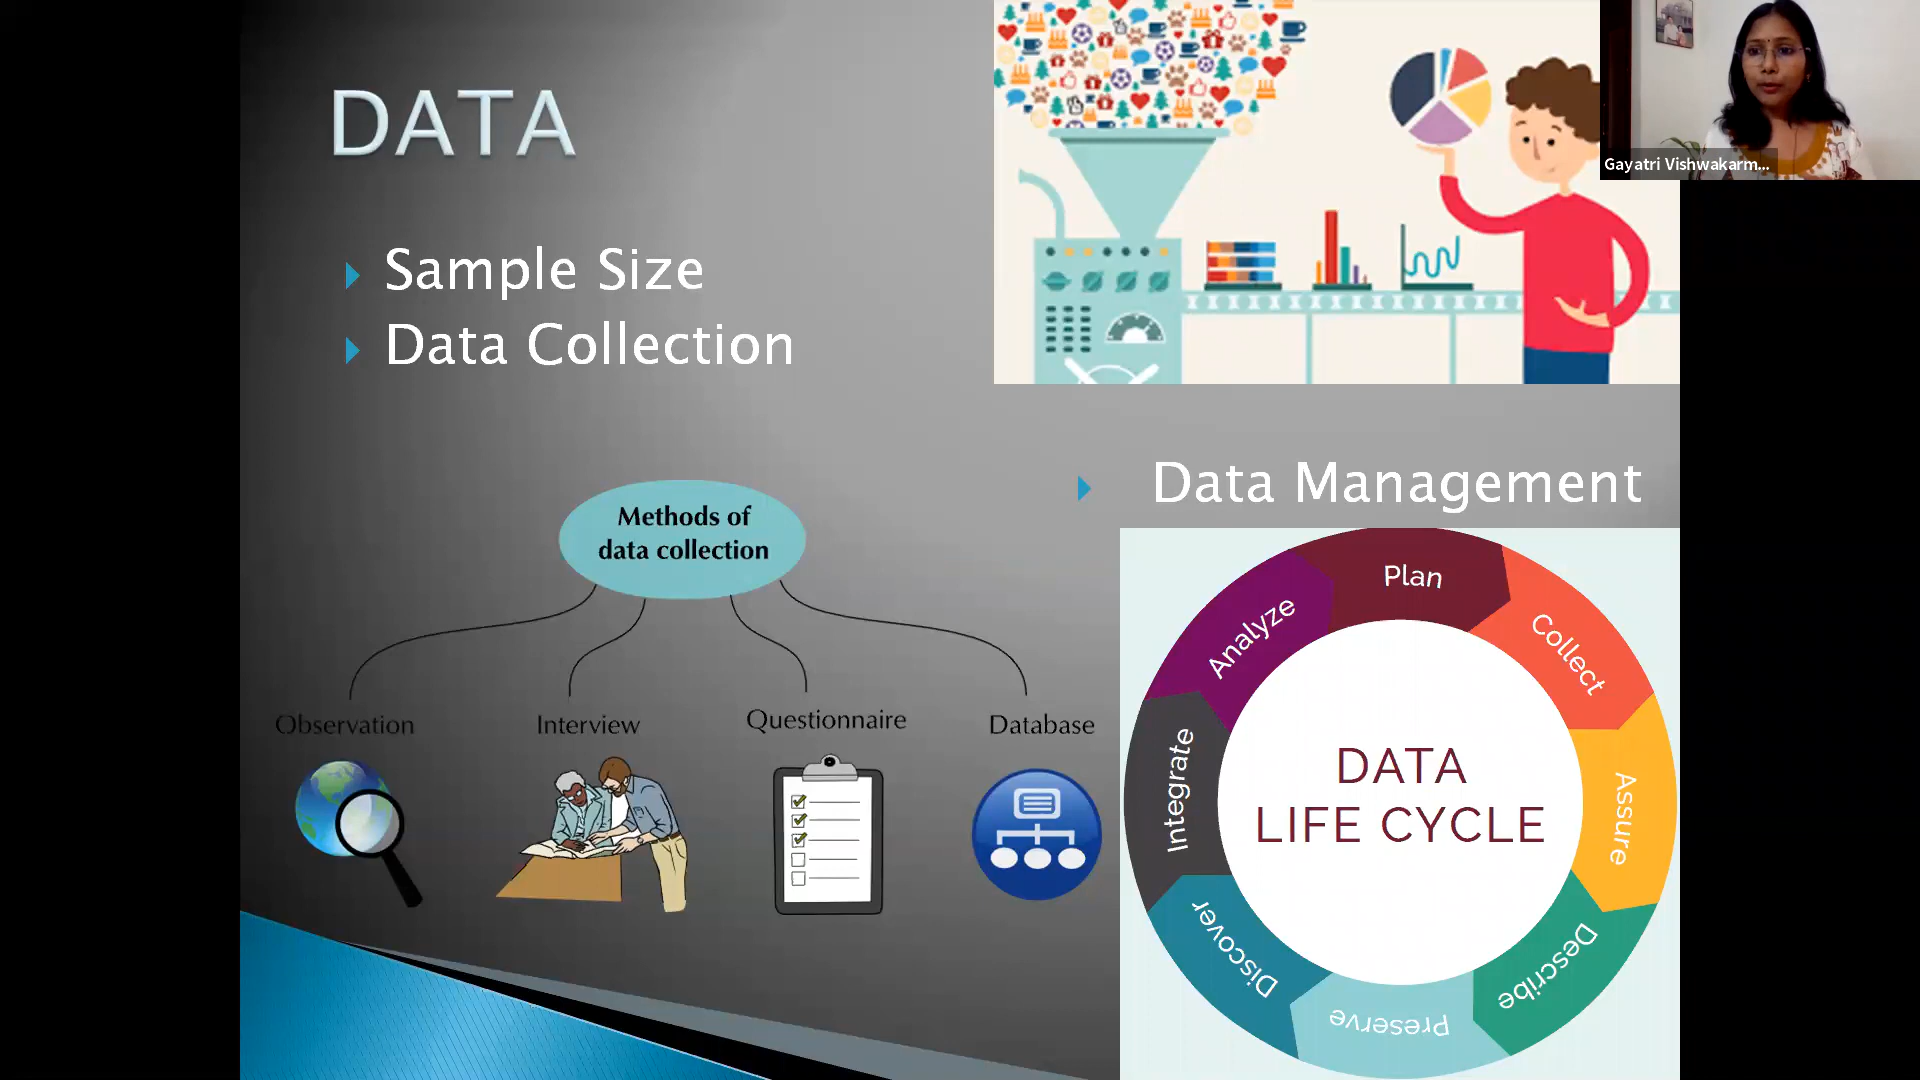 DATA
Sample Size
Data Collection
Gayatri Vishwakarm...
Methods of
data collection
Observation
Interview
Questionnaire
Database
Data Management
Plan
Collect
Assure
Describe
Preserve
Discover
Integrate
Analyze
DATA
LIFE CYCLE